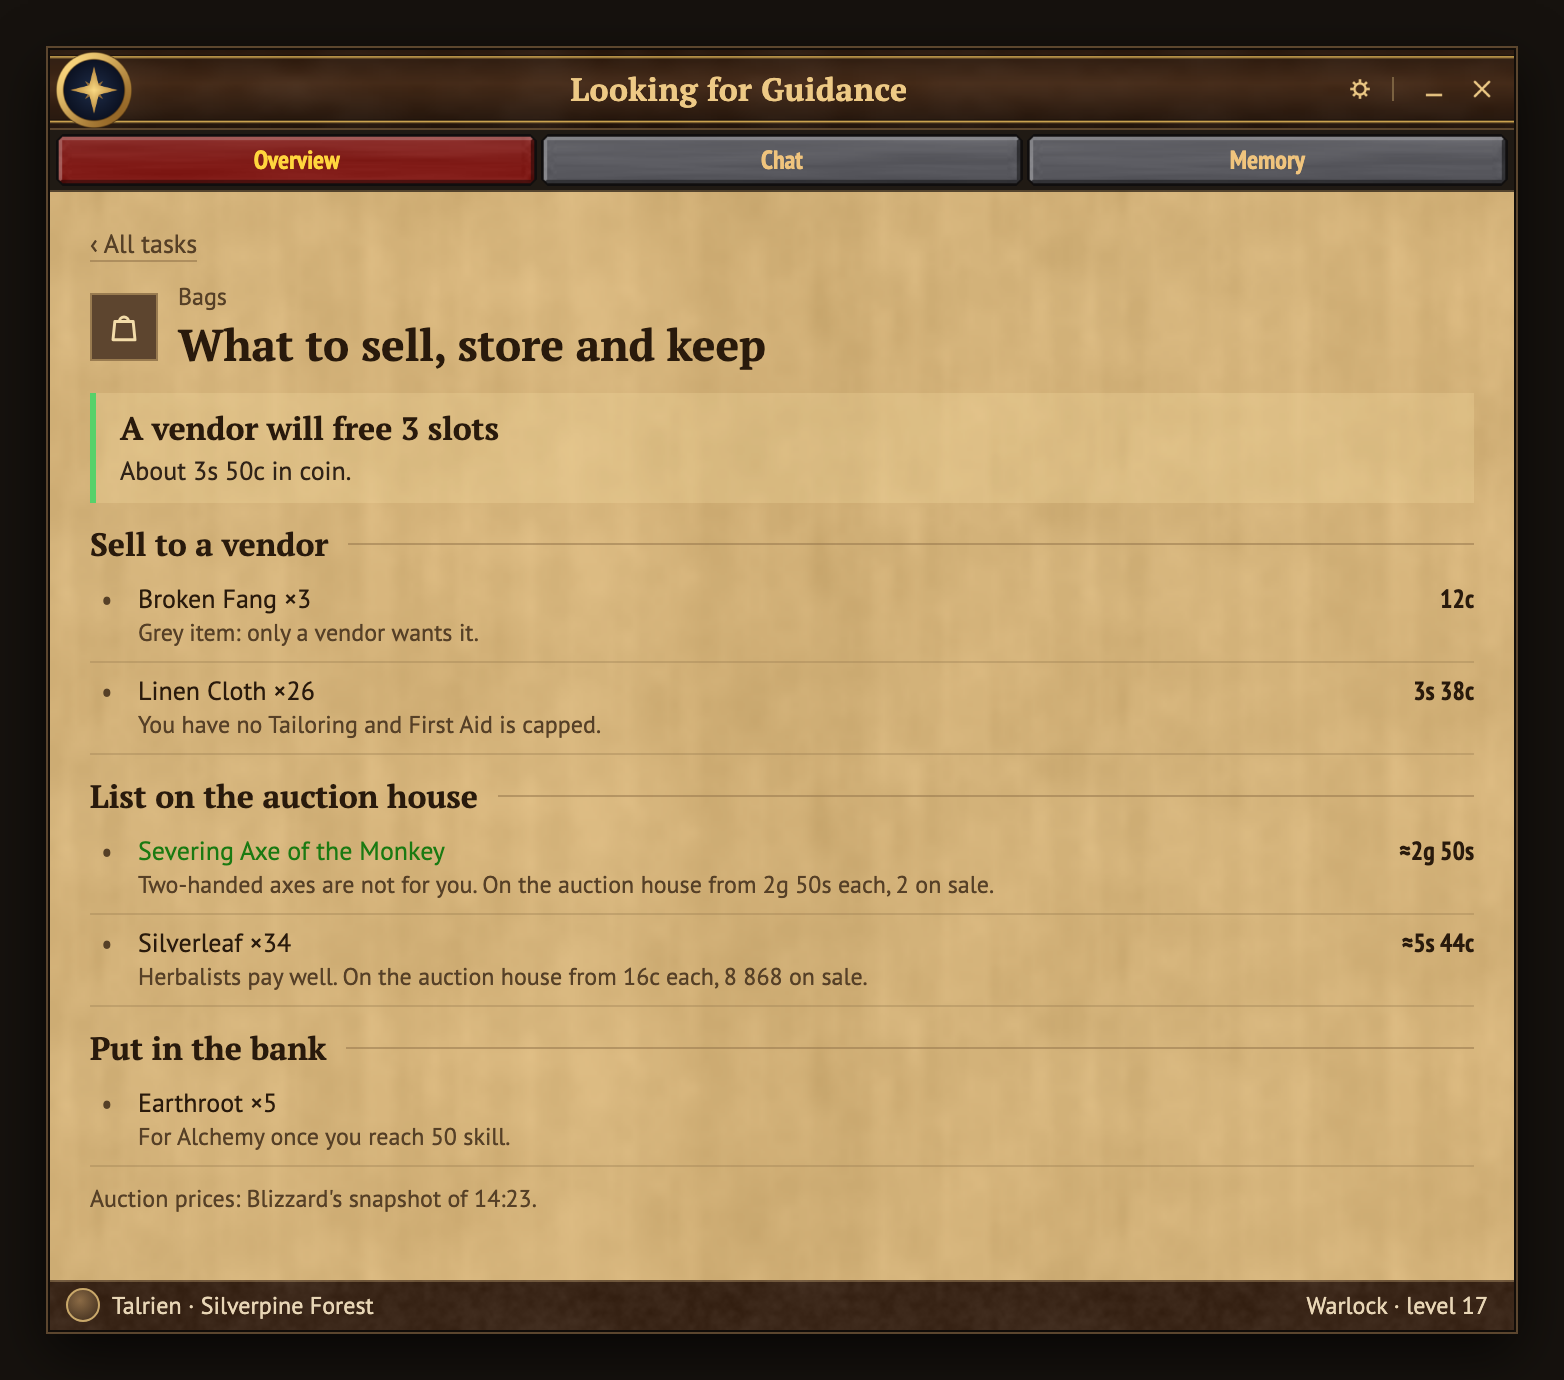 Looking for Guidance
Overview
Chat
Memory
‹ All tasks
Bags
What to sell, store and keep
A vendor will free 3 slots
About 3s 50c in coin.
Sell to a vendor
• Broken Fang ×3 12c
Grey item: only a vendor wants it.
• Linen Cloth ×26 3s 38c
You have no Tailoring and First Aid is capped.
List on the auction house
• Severing Axe of the Monkey ≈2g 50s
Two-handed axes are not for you. On the auction house from 2g 50s each, 2 on sale.
• Silverleaf ×34 ≈5s 44c
Herbalists pay well. On the auction house from 16c each, 8 868 on sale.
Put in the bank
• Earthroot ×5
For Alchemy once you reach 50 skill.
Auction prices: Blizzard's snapshot of 14:23.
Talrien · Silverpine Forest
Warlock · level 17